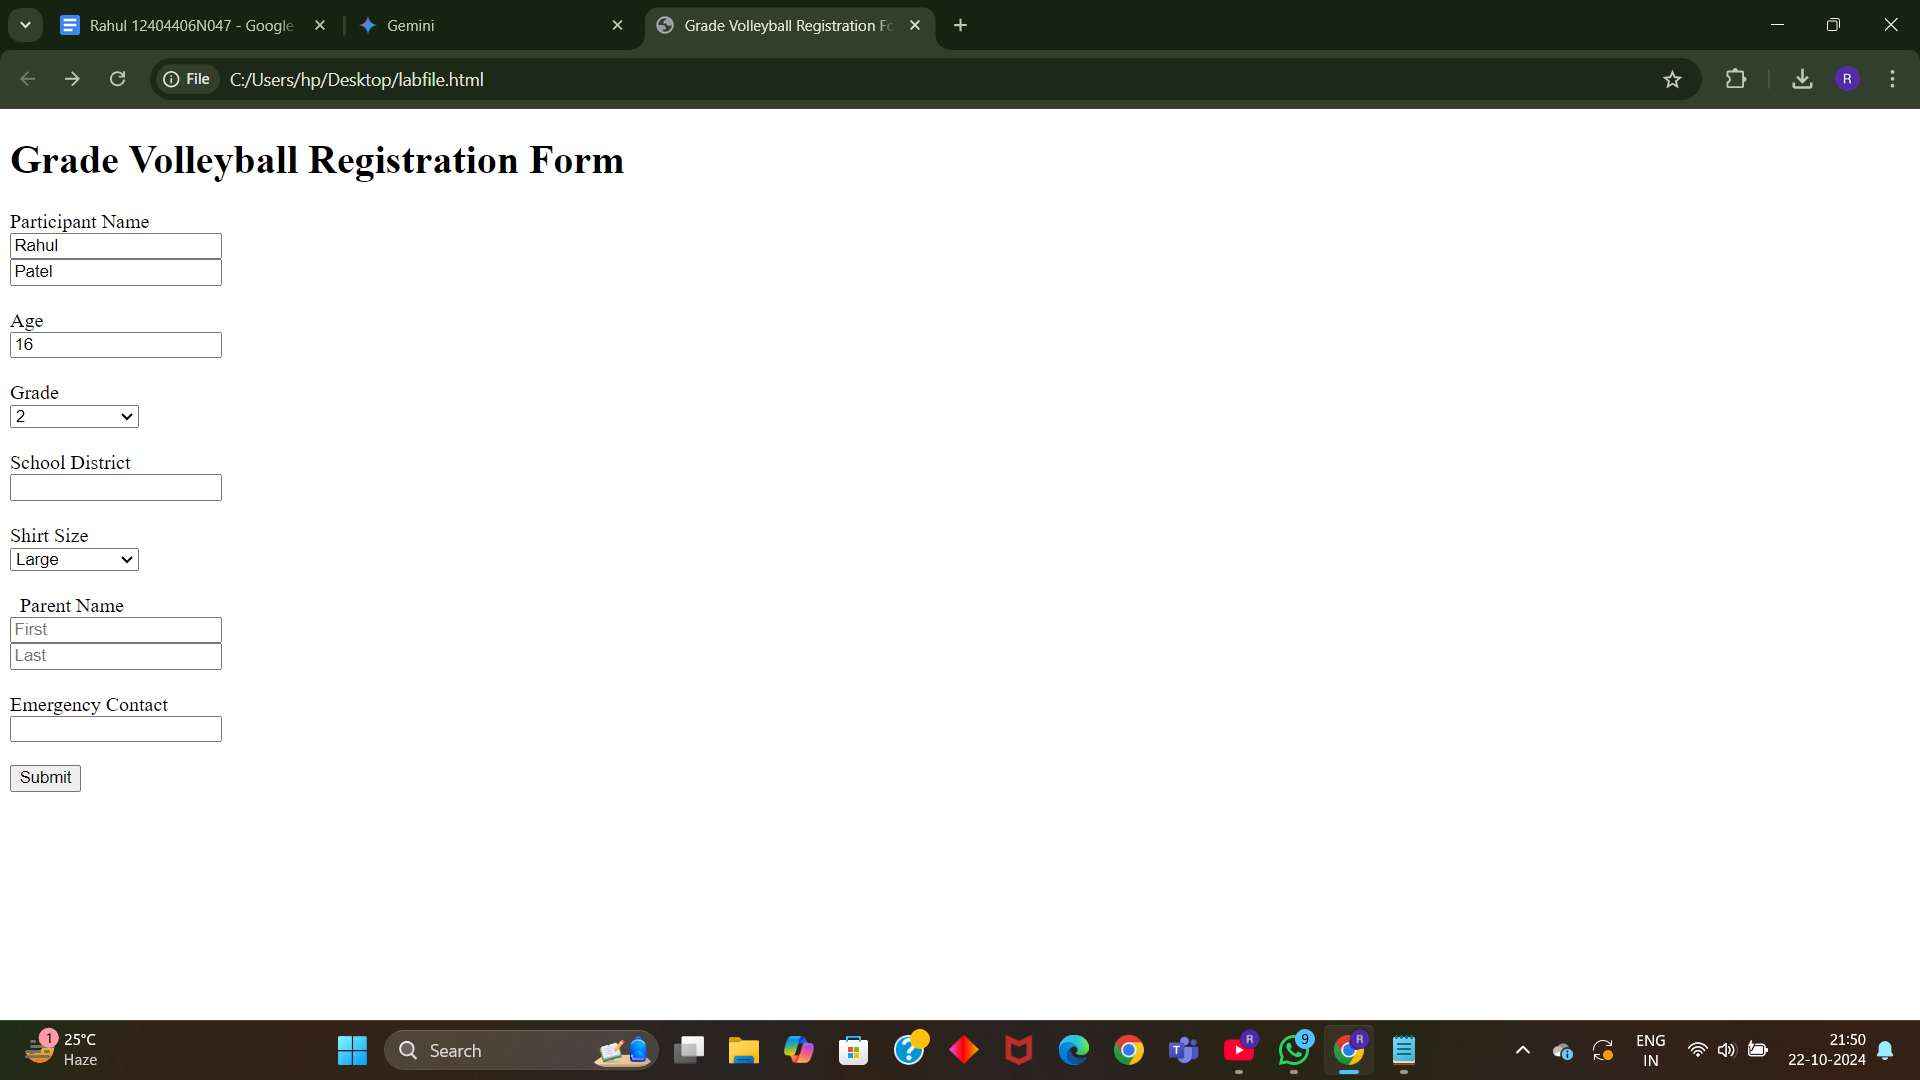 Rahul 12404406N047 - Google
Gemini
Grade Volleyball Registration Fo
File
C:/Users/hp/Desktop/labfile.html
R
Grade Volleyball Registration Form
Participant Name
Rahul
Patel
Age
16
Grade
2
School District
Shirt Size
Large
Parent Name
First
Last
Emergency Contact
Submit
1
25°C
Haze
Search
R
9
R
ENG
IN
21:50
22-10-2024